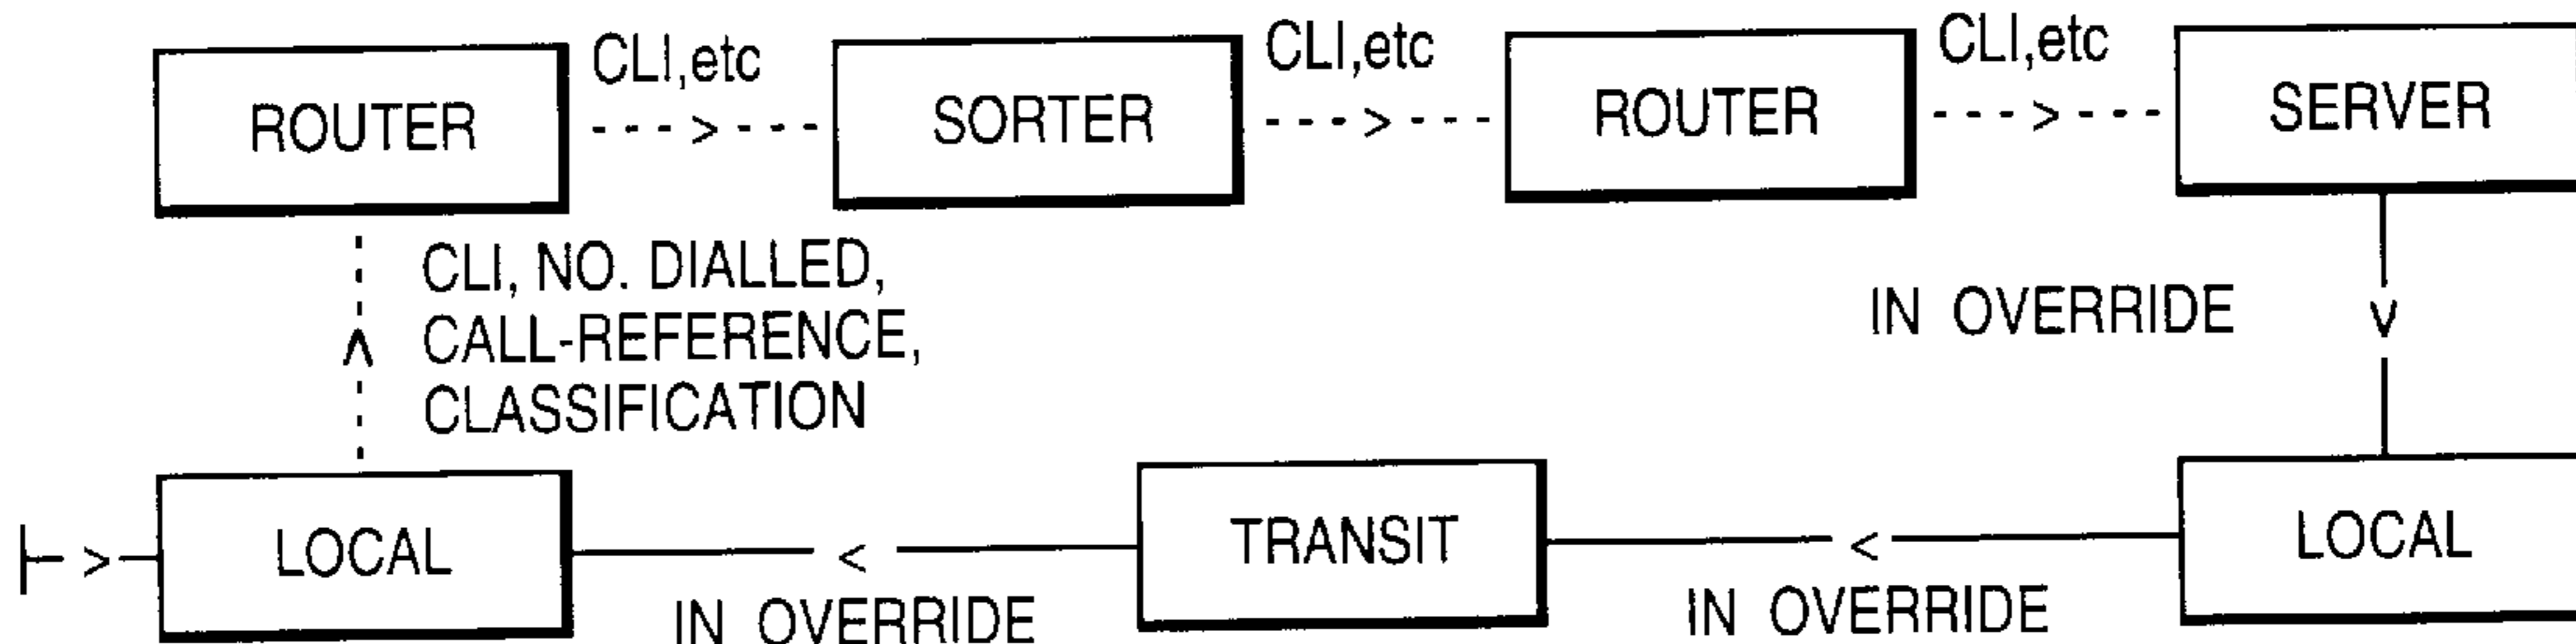 CLI,etc
CLI,etc
CLI,etc
ROUTER
SORTER
ROUTER
SERVER
CLI, NO. DIALLED,
CALL-REFERENCE,
CLASSIFICATION
IN OVERRIDE
LOCAL
TRANSIT
LOCAL
IN OVERRIDE
IN OVERRIDE